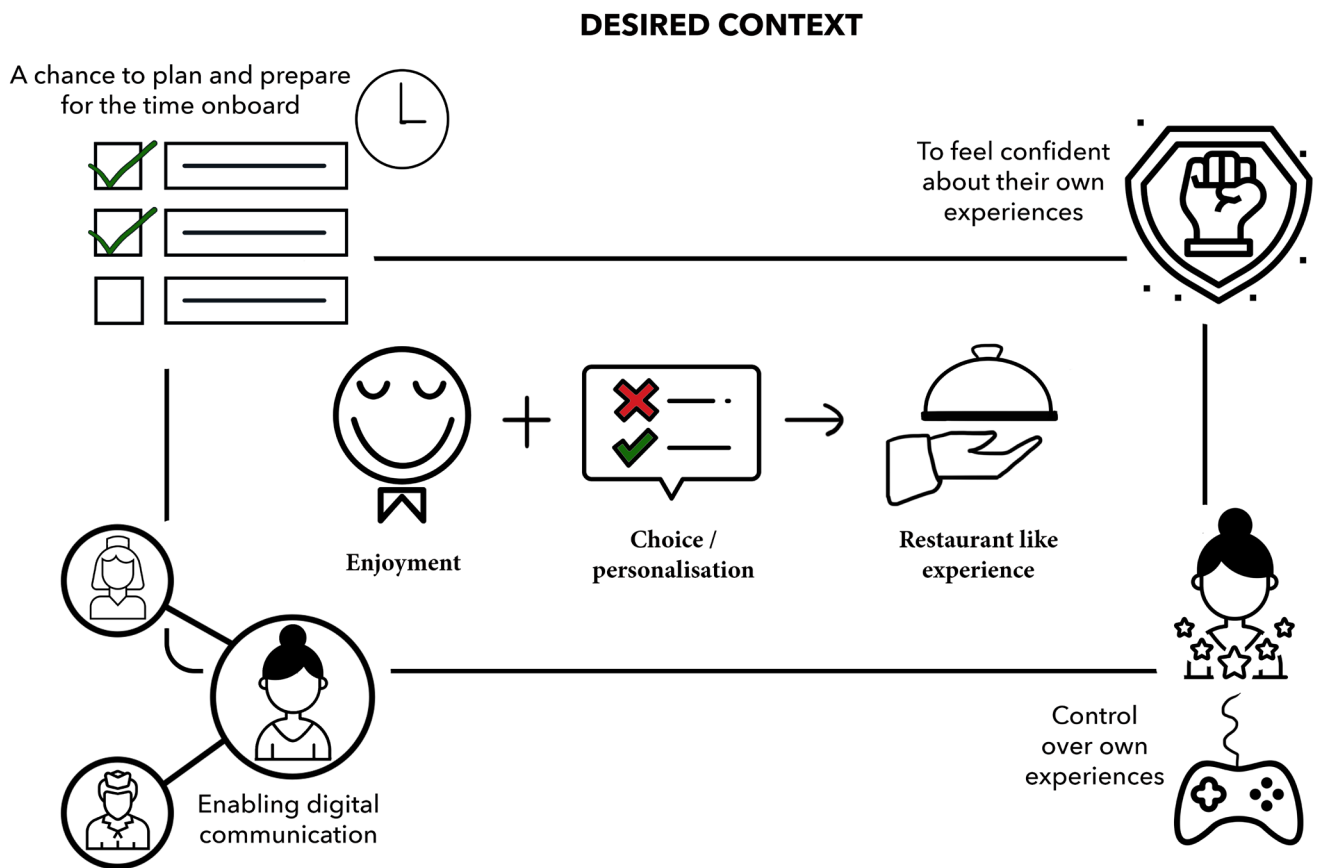 DESIRED CONTEXT
A chance to plan and prepare
for the time onboard
To feel confident
about their own
experiences
Enjoyment
Choice /
personalisation
Restaurant like
experience
Control
over own
experiences
Enabling digital
communication